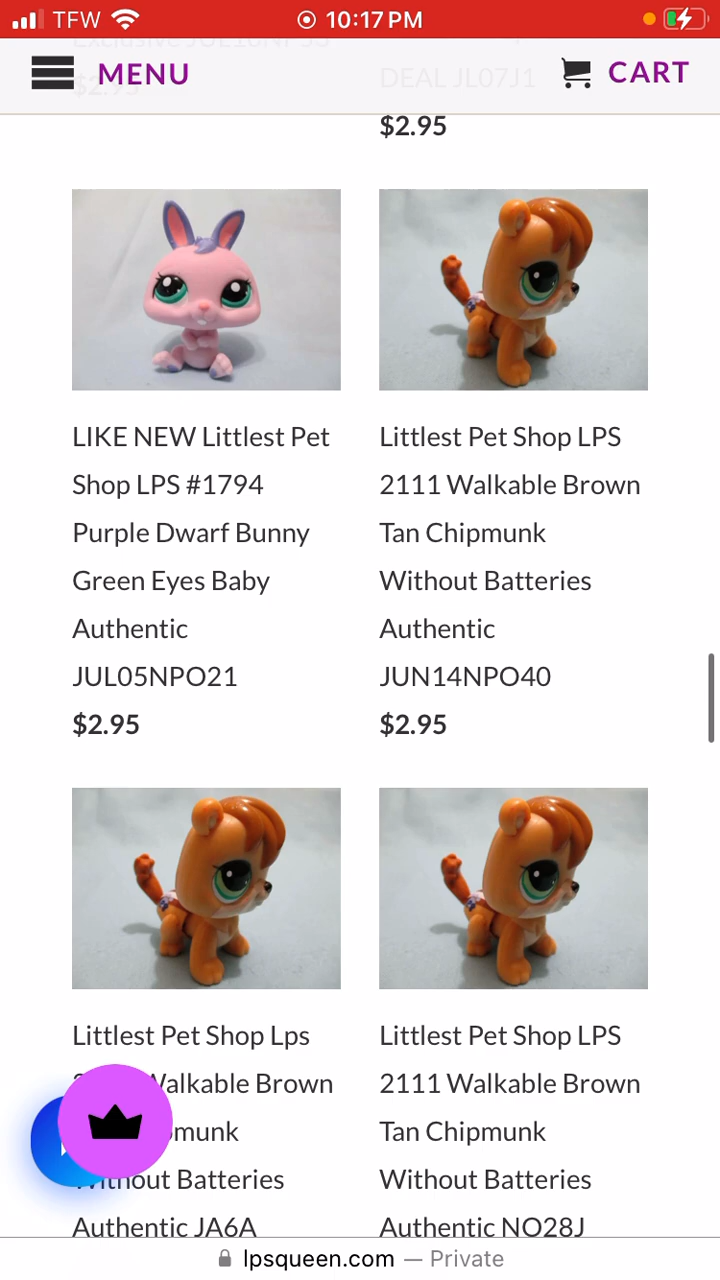 TFW
10:17 PM
Exclusive JUL10NPO33
$2.95
MENU
DEAL JL07J1
CART
$2.95
LIKE NEW Littlest Pet
Shop LPS #1794
Purple Dwarf Bunny
Green Eyes Baby
Authentic
JUL05NPO21
$2.95
Littlest Pet Shop LPS
2111 Walkable Brown
Tan Chipmunk
Without Batteries
Authentic
JUN14NPO40
$2.95
Littlest Pet Shop Lps
Walkable Brown
Without Batteries
Authentic JA6A
Littlest Pet Shop LPS
2111 Walkable Brown
Tan Chipmunk
Without Batteries
Authentic NO28J
lpsqueen.com — Private